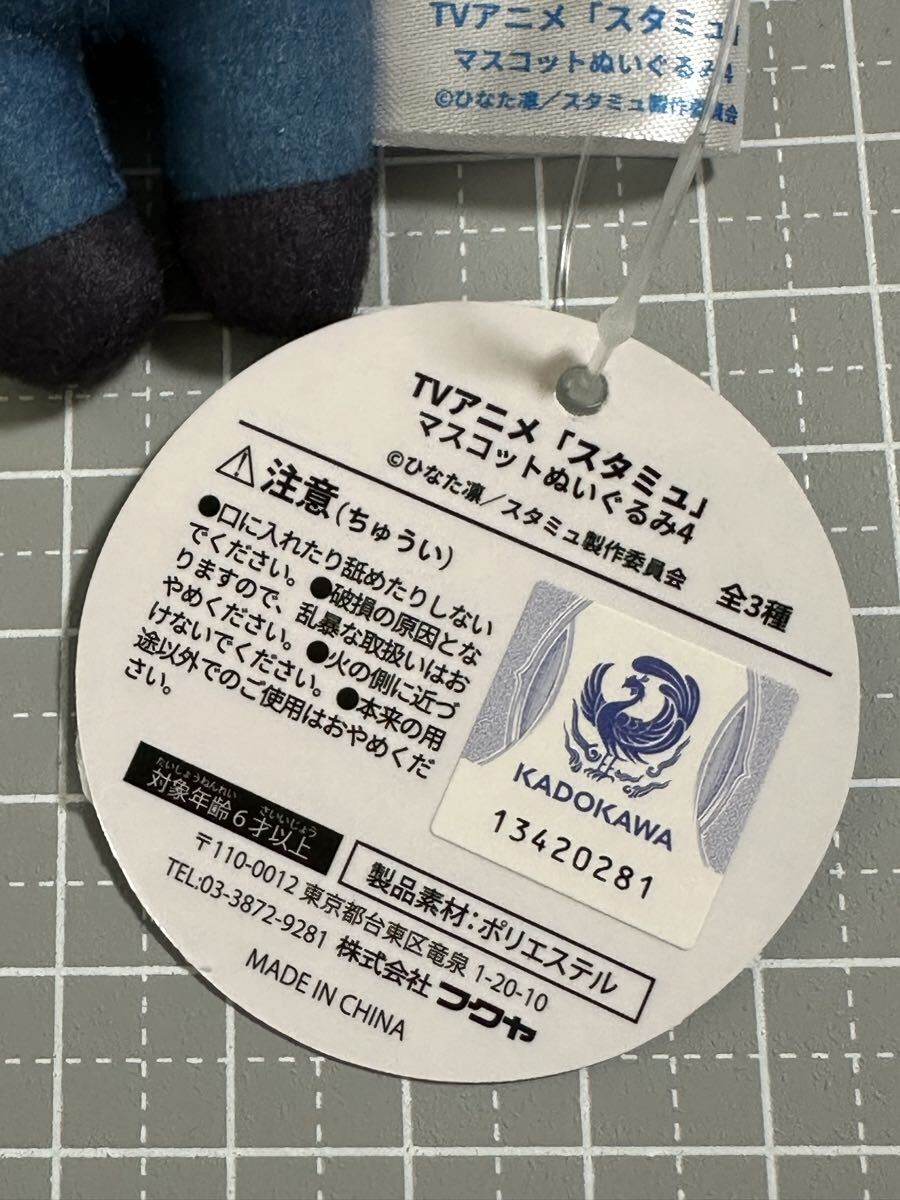 TVアニメ「スタミュ」
マスコットぬいぐるみ4
©ひなた凛／スタミュ製作委員会
TVアニメ「スタミュ」
マスコットぬいぐるみ4
©ひなた凛／スタミュ製作委員会 全3種
注意(ちゅうい)
●口に入れたり舐めたりしない
でください。●破損の原因とな
りますので、乱暴な取扱いはお
やめください。●火の側に近づ
けないでください。●本来の用
途以外でのご使用はおやめくだ
さい。
KADOKAWA
13420281
たいしょうねんれい さいいじょう
対象年齢6才以上
製品素材:ポリエステル
〒110-0012 東京都台東区竜泉 1-20-10
TEL:03-3872-9281 株式会社 フクヤ
MADE IN CHINA